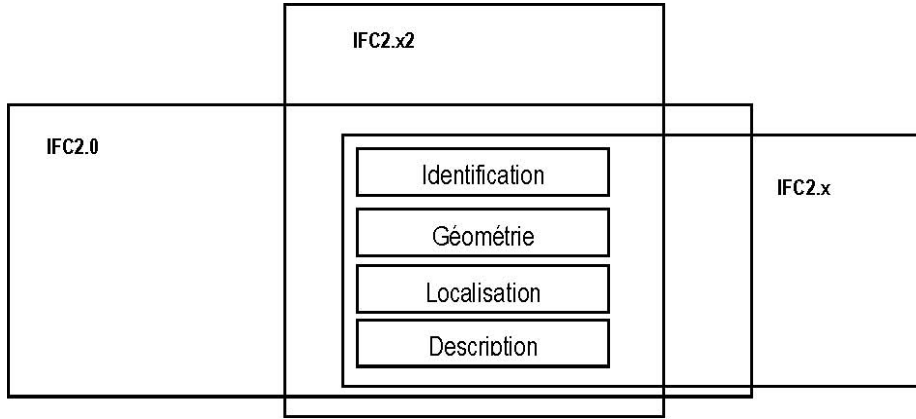 IFC2.x2
IFC2.0
Identification
IFC2.x
Géométrie
Localisation
Description